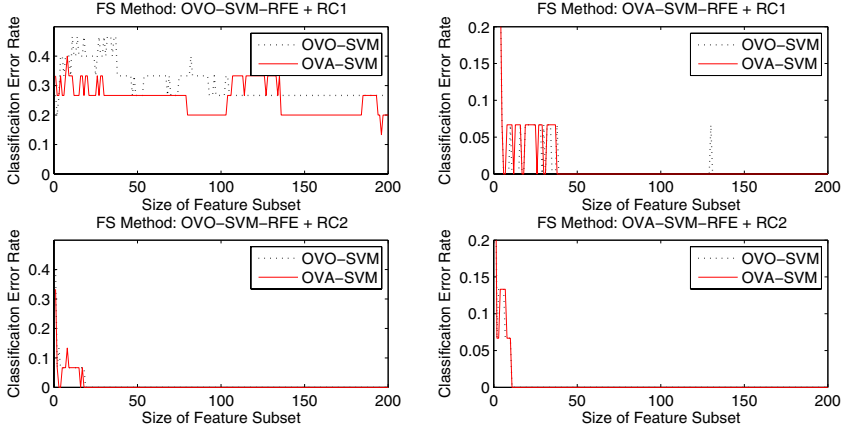 FS Method: OVO−SVM−RFE + RC1
Classificaiton Error Rate
0.4
0.3
0.2
0.1
0
0 50 100 150 200
Size of Feature Subset
OVO−SVM
OVA−SVM
FS Method: OVA−SVM−RFE + RC1
Classificaiton Error Rate
0.2
0.15
0.1
0.05
0
0 50 100 150 200
Size of Feature Subset
OVO−SVM
OVA−SVM
FS Method: OVO−SVM−RFE + RC2
Classificaiton Error Rate
0.4
0.3
0.2
0.1
0
0 50 100 150 200
Size of Feature Subset
OVO−SVM
OVA−SVM
FS Method: OVA−SVM−RFE + RC2
Classificaiton Error Rate
0.2
0.15
0.1
0.05
0
0 50 100 150 200
Size of Feature Subset
OVO−SVM
OVA−SVM